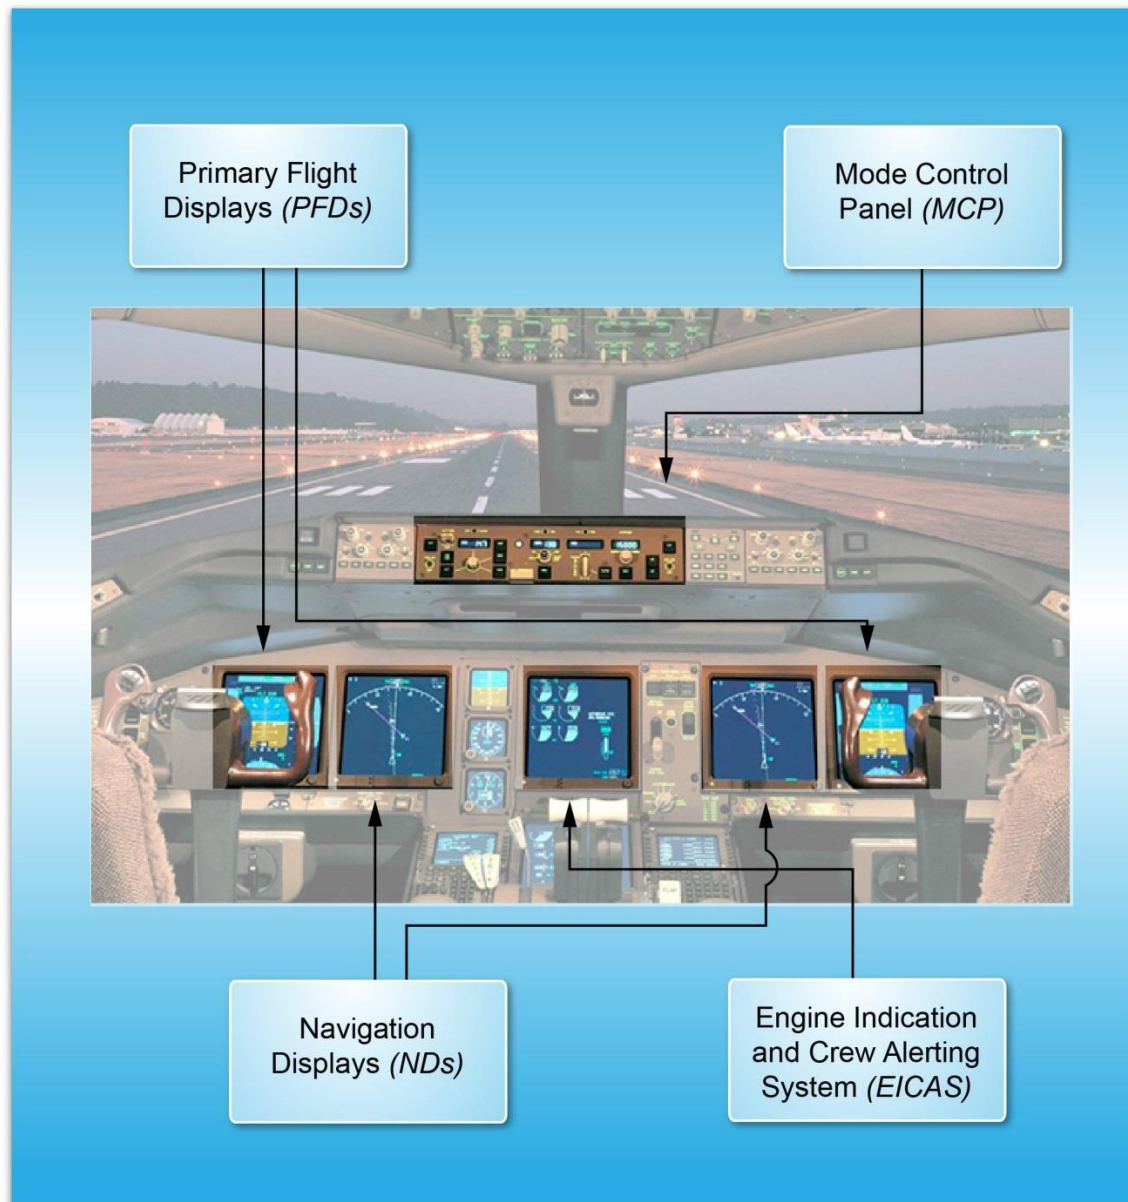 Primary Flight
Displays (PFDs)
Mode Control
Panel (MCP)
Navigation
Displays (NDs)
Engine Indication
and Crew Alerting
System (EICAS)